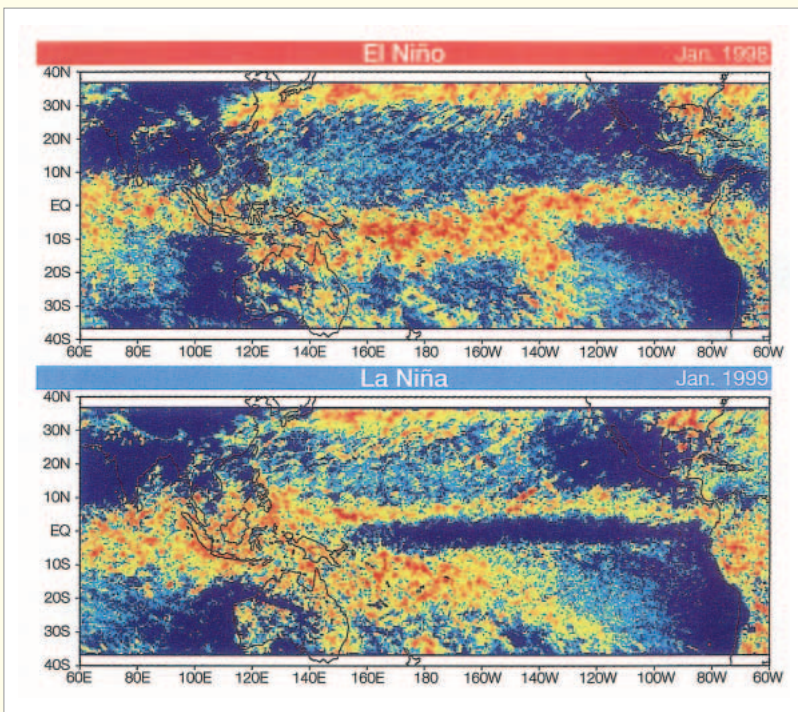 El Niño Jan. 1998
40N
30N
20N
10N
EQ
10S
20S
30S
40S
60E 80E 100E 120E 140E 160E 180 160W 140W 120W 100W 80W 60W
La Niña Jan. 1999
40N
30N
20N
10N
EQ
10S
20S
30S
40S
60E 80E 100E 120E 140E 160E 180 160W 140W 120W 100W 80W 60W